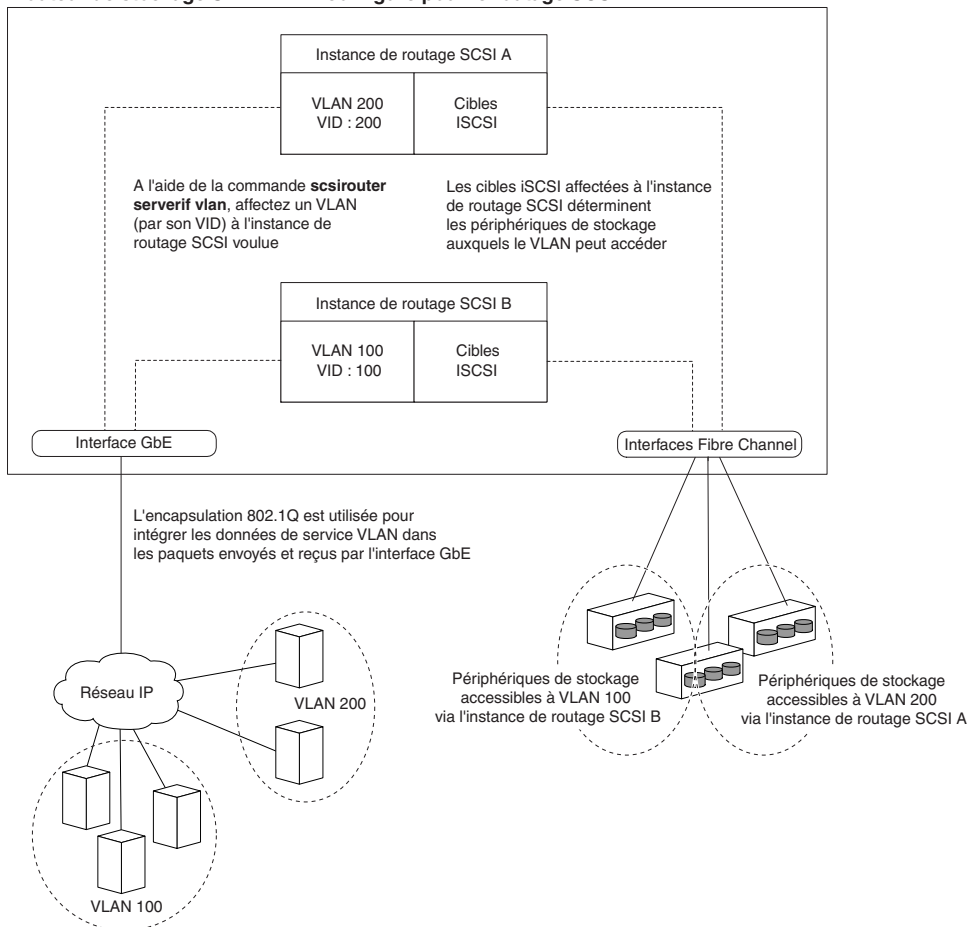 Instance de routage SCSI A
VLAN 200
VID : 200
Cibles
ISCSI
A l'aide de la commande scsirouter
serverif vlan, affectez un VLAN
(par son VID) à l'instance de
routage SCSI voulue
Les cibles iSCSI affectées à l'instance
de routage SCSI déterminent
les périphériques de stockage
auxquels le VLAN peut accéder
Instance de routage SCSI B
VLAN 100
VID : 100
Cibles
ISCSI
Interface GbE
Interfaces Fibre Channel
L'encapsulation 802.1Q est utilisée pour
intégrer les données de service VLAN dans
les paquets envoyés et reçus par l'interface GbE
Réseau IP
VLAN 200
VLAN 100
Périphériques de stockage
accessibles à VLAN 100
via l'instance de routage SCSI B
Périphériques de stockage
accessibles à VLAN 200
via l'instance de routage SCSI A